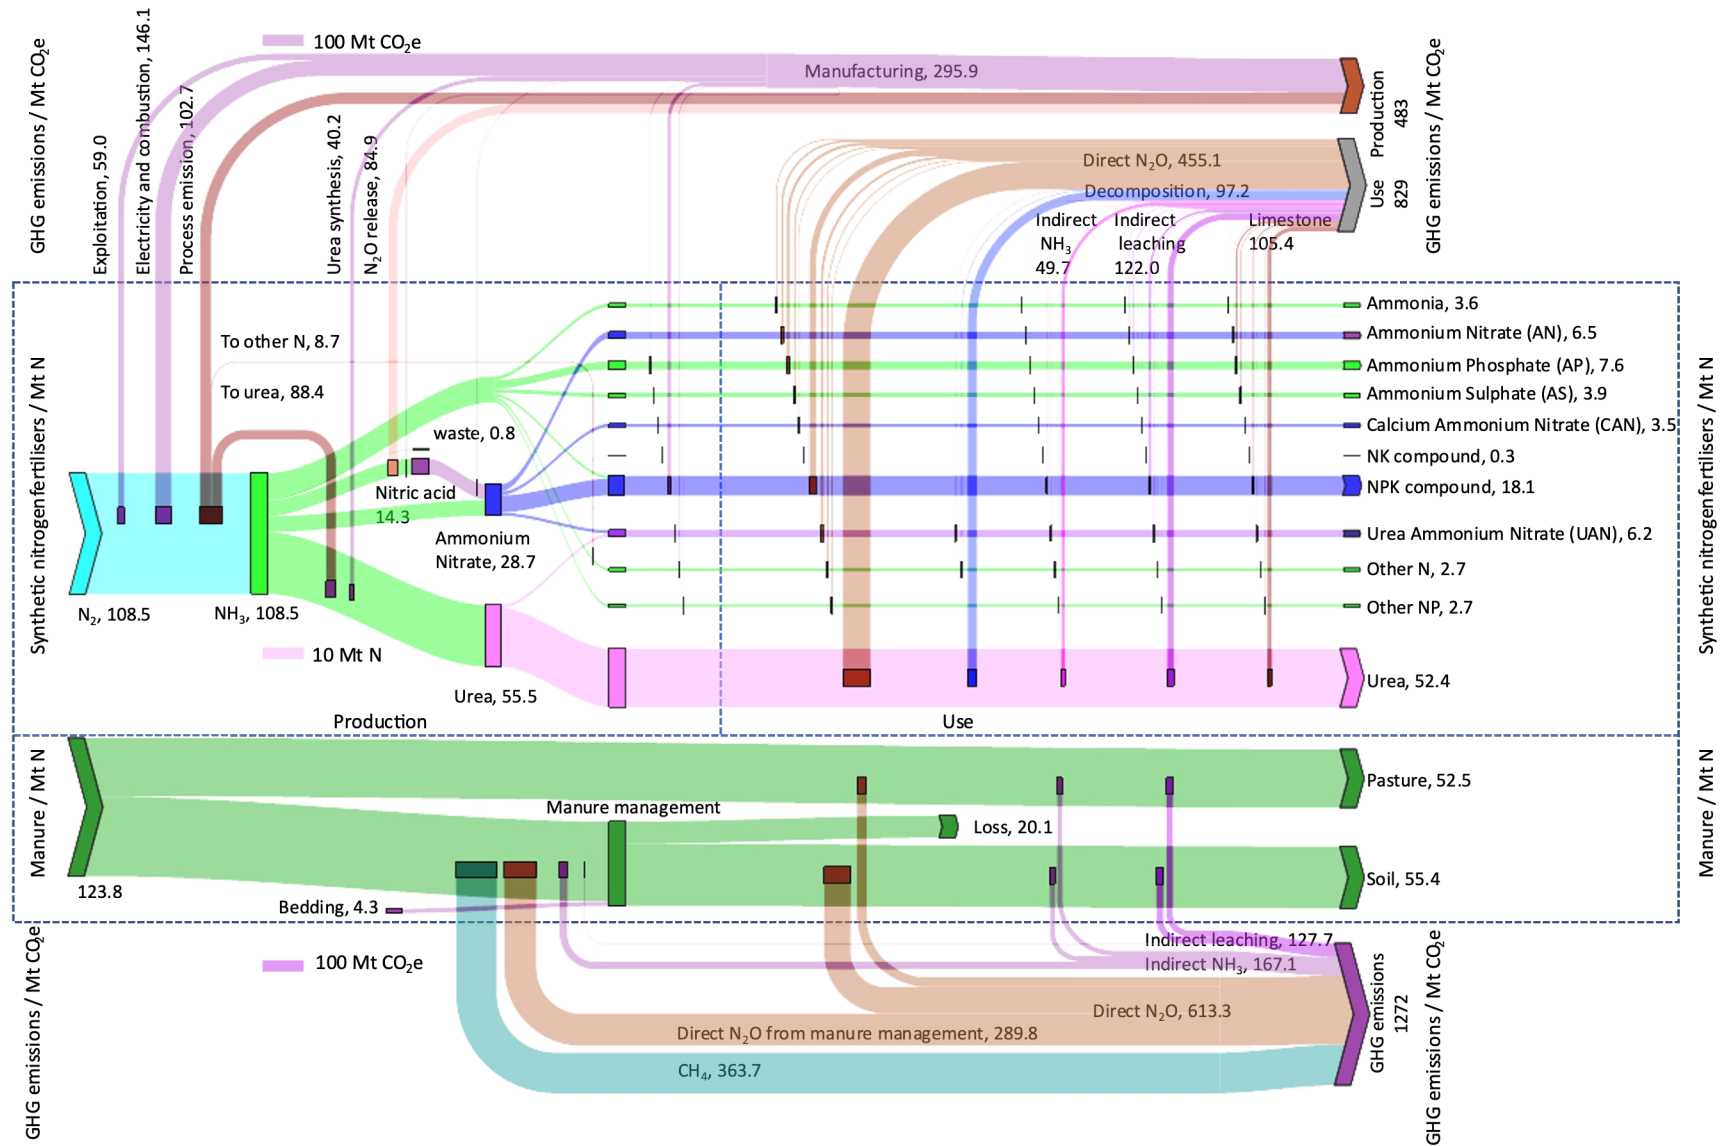 GHG emissions / Mt CO2e
Exploitation, 59.0
Electricity and combustion, 146.1
Process emission, 102.7
Urea synthesis, 40.2
N2O release, 84.9
100 Mt CO2e
Manufacturing, 295.9
Production
483
GHG emissions / Mt CO2e
Direct N2O, 455.1
Decomposition, 97.2
Use
829
Indirect
NH3
49.7
Indirect
leaching
122.0
Limestone
105.4
Synthetic nitrogenfertilisers / Mt N
To other N, 8.7
To urea, 88.4
waste, 0.8
Nitric acid
14.3
Ammonium
Nitrate, 28.7
N2, 108.5
NH3, 108.5
10 Mt N
Urea, 55.5
Production
Use
Ammonia, 3.6
Ammonium Nitrate (AN), 6.5
Ammonium Phosphate (AP), 7.6
Ammonium Sulphate (AS), 3.9
Calcium Ammonium Nitrate (CAN), 3.5
NK compound, 0.3
NPK compound, 18.1
Urea Ammonium Nitrate (UAN), 6.2
Other N, 2.7
Other NP, 2.7
Urea, 52.4
Synthetic nitrogenfertilisers / Mt N
Manure / Mt N
123.8
Manure management
Loss, 20.1
Bedding, 4.3
Pasture, 52.5
Soil, 55.4
Manure / Mt N
GHG emissions / Mt CO2e
100 Mt CO2e
Indirect leaching, 127.7
Indirect NH3, 167.1
Direct N2O, 613.3
Direct N2O from manure management, 289.8
CH4, 363.7
GHG emissions
1272
GHG emissions / Mt CO2e